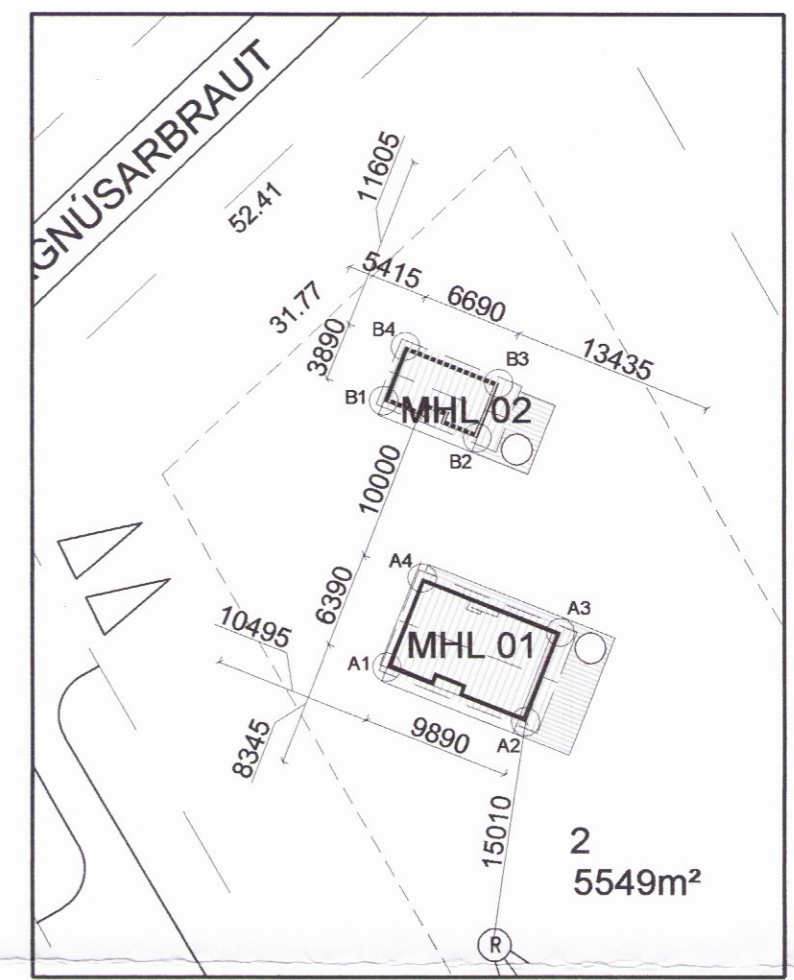 GNÚSARBRAUT
52.41
31.77
11605
5415
6690
13435
3890
B4
B3
B1
MHL 02
B2
10000
6390
A4
A3
MHL 01
A1
10495
A2
8345
9890
15010
2
5549m²
R